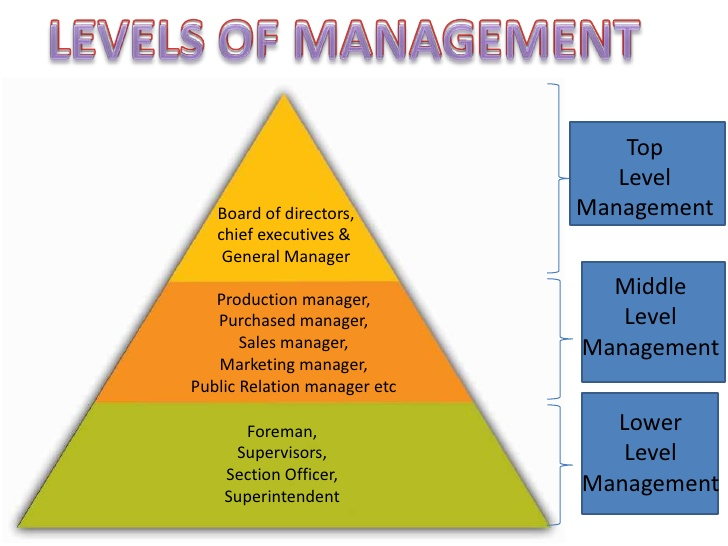 LEVELS OF MANAGEMENT
Board of directors,
chief executives &
General Manager
Top
Level
Management
Production manager,
Purchased manager,
Sales manager,
Marketing manager,
Public Relation manager etc
Middle
Level
Management
Foreman,
Supervisors,
Section Officer,
Superintendent
Lower
Level
Management